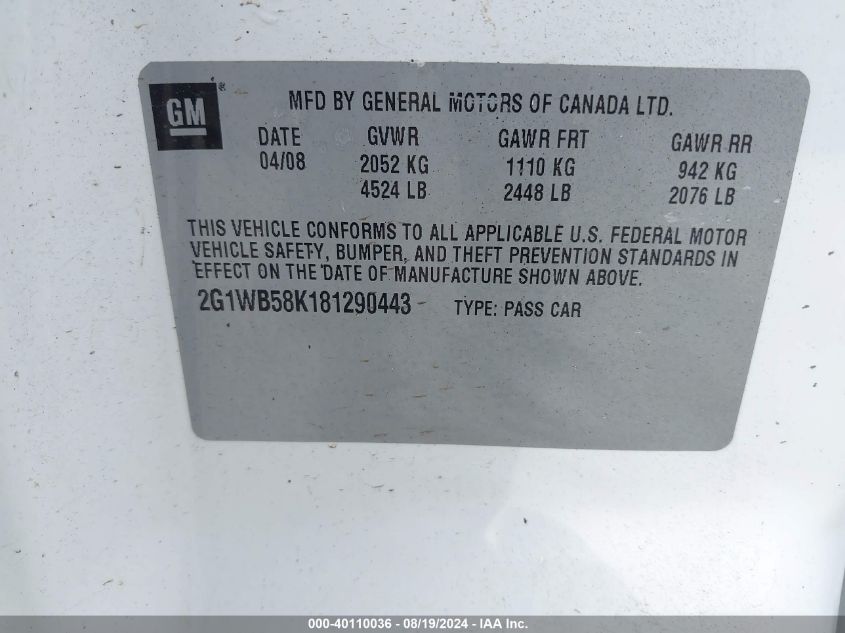 GM ®
MFD BY GENERAL MOTORS OF CANADA LTD.
DATE GVWR GAWR FRT GAWR RR
04/08 2052 KG 1110 KG 942 KG
4524 LB 2448 LB 2076 LB
THIS VEHICLE CONFORMS TO ALL APPLICABLE U.S. FEDERAL MOTOR
VEHICLE SAFETY, BUMPER, AND THEFT PREVENTION STANDARDS IN
EFFECT ON THE DATE OF MANUFACTURE SHOWN ABOVE.
2G1WB58K181290443 TYPE: PASS CAR
000-40110036 - 08/19/2024 - IAA Inc.